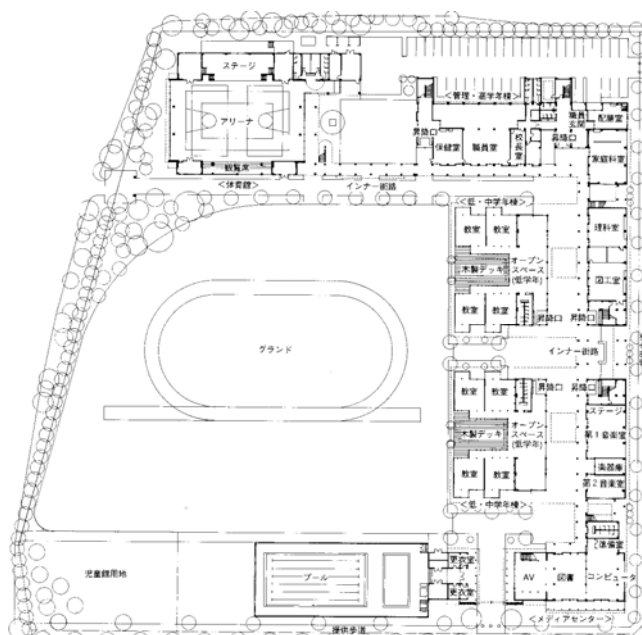 ステージ
アリーナ
観覧席
<体育館>
インナー街路
<管理・高学年棟>
昇降口
保健室
職員室
校長室
昇降口
職員玄関
配膳室
家庭科室
<低・中学年棟>
教室
教室
木製デッキ
オープン
スペース
(低学年)
教室
教室
理科室
図工室
昇降口
昇降口
グランド
インナー街路
昇降口
昇降口
教室
教室
木製デッキ
オープン
スペース
(低学年)
教室
教室
<低・中学年棟>
ステージ
第1音楽室
楽器庫
第2音楽室
準備室
児童館用地
プール
更衣室
更衣室
AV
図書
コンピュータ
<メディアセンター>
提供歩道